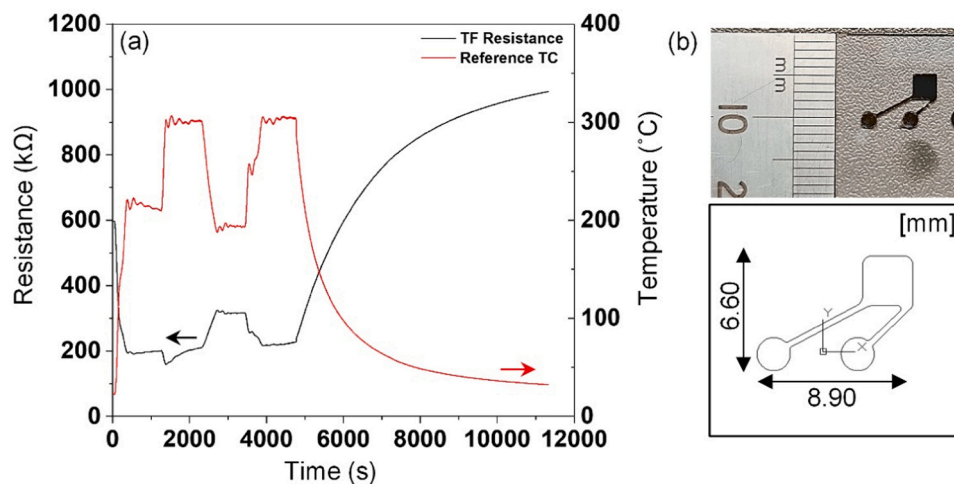 (a)
TF Resistance
Reference TC
1200
1000
800
600
400
200
0
Resistance (kΩ)
0
2000
4000
6000
8000
10000
12000
Time (s)
400
300
200
100
0
Temperature (˚C)
(b)
mm
10
2
[mm]
6.60
8.90
Y
X